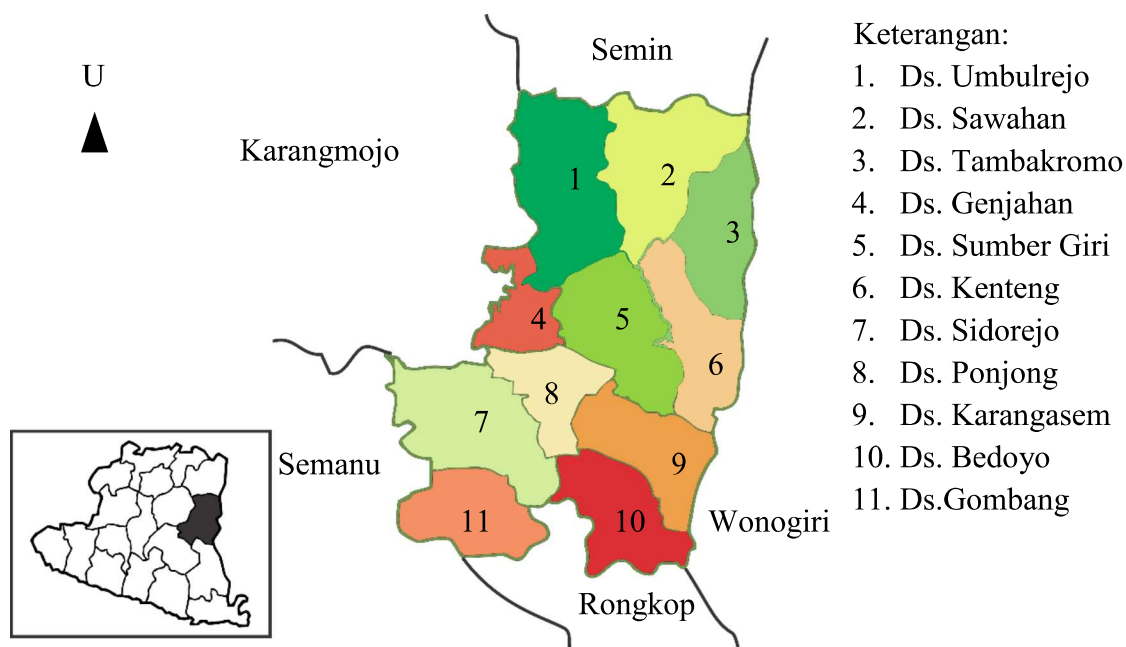 U
Semin
Karangmojo
1
2
3
4
5
6
7
8
9
10
11
Semanu
Wonogiri
Rongkop
Keterangan:
1. Ds. Umbulrejo
2. Ds. Sawahan
3. Ds. Tambakromo
4. Ds. Genjahan
5. Ds. Sumber Giri
6. Ds. Kenteng
7. Ds. Sidorejo
8. Ds. Ponjong
9. Ds. Karangasem
10. Ds. Bedoyo
11. Ds.Gombang